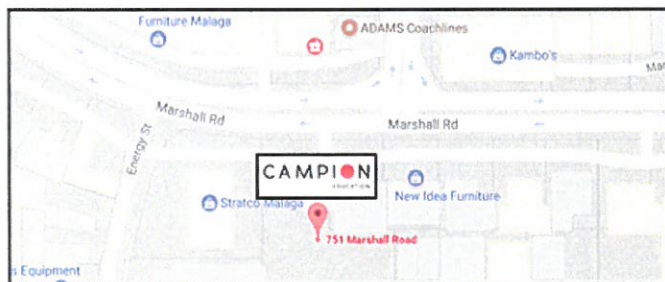 Furniture Malaga
ADAMS Coachlines
Kambo's
Mar
Marshall Rd
Marshall Rd
Energy St
CAMPION
EDUCATION
New Idea Furniture
Stratco Malaga
751 Marshall Road
s Equipment